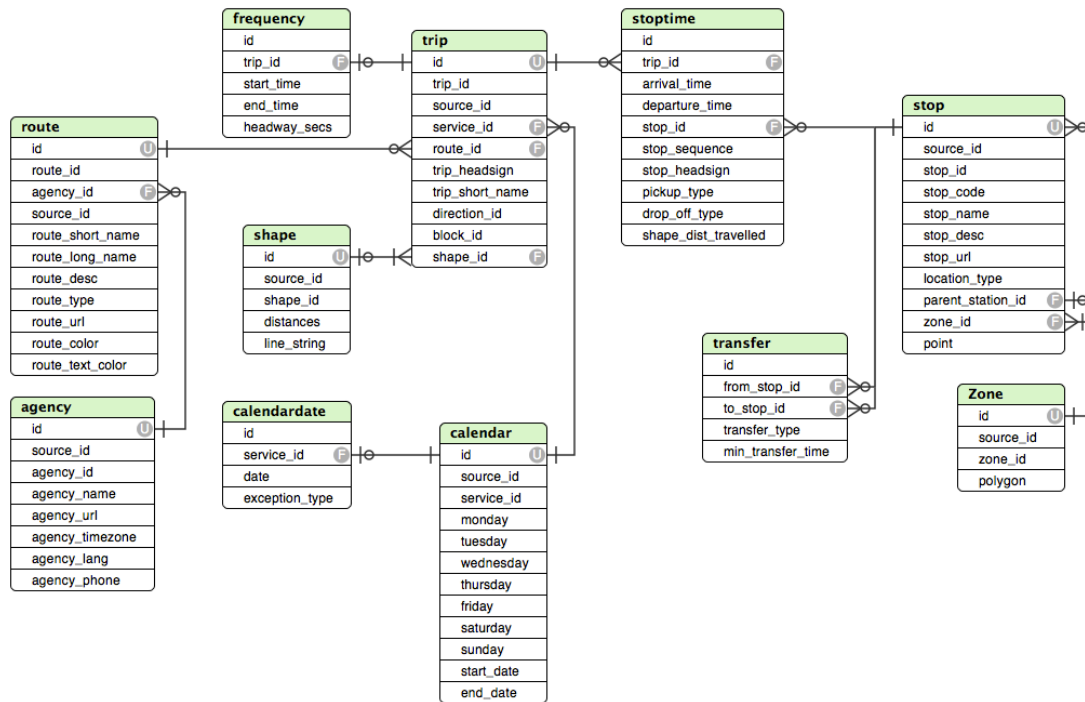 frequency
id
trip_id
F
start_time
end_time
headway_secs
trip
id
U
trip_id
source_id
service_id
F
route_id
F
trip_headsign
trip_short_name
direction_id
block_id
shape_id
F
stoptime
id
trip_id
F
arrival_time
departure_time
stop_id
F
stop_sequence
stop_headsign
pickup_type
drop_off_type
shape_dist_travelled
stop
id
U
source_id
stop_id
stop_code
stop_name
stop_desc
stop_url
location_type
parent_station_id
F
zone_id
F
point
route
id
U
route_id
agency_id
F
source_id
route_short_name
route_long_name
route_desc
route_type
route_url
route_color
route_text_color
shape
id
U
source_id
shape_id
distances
line_string
transfer
id
from_stop_id
F
to_stop_id
F
transfer_type
min_transfer_time
Zone
id
U
source_id
zone_id
polygon
agency
id
U
source_id
agency_id
agency_name
agency_url
agency_timezone
agency_lang
agency_phone
calendardate
id
service_id
F
date
exception_type
calendar
id
U
source_id
service_id
monday
tuesday
wednesday
thursday
friday
saturday
sunday
start_date
end_date